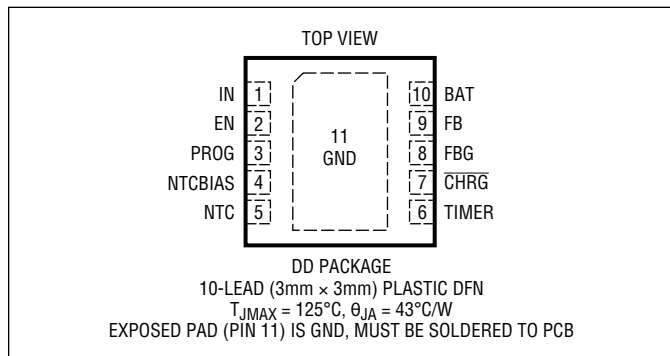 TOP VIEW
IN 1
EN 2
PROG 3
NTCBIAS 4
NTC 5
11
GND
10 BAT
9 FB
8 FBG
7 CHRG
6 TIMER
DD PACKAGE
10-LEAD (3mm × 3mm) PLASTIC DFN
TJMAX = 125°C, θJA = 43°C/W
EXPOSED PAD (PIN 11) IS GND, MUST BE SOLDERED TO PCB